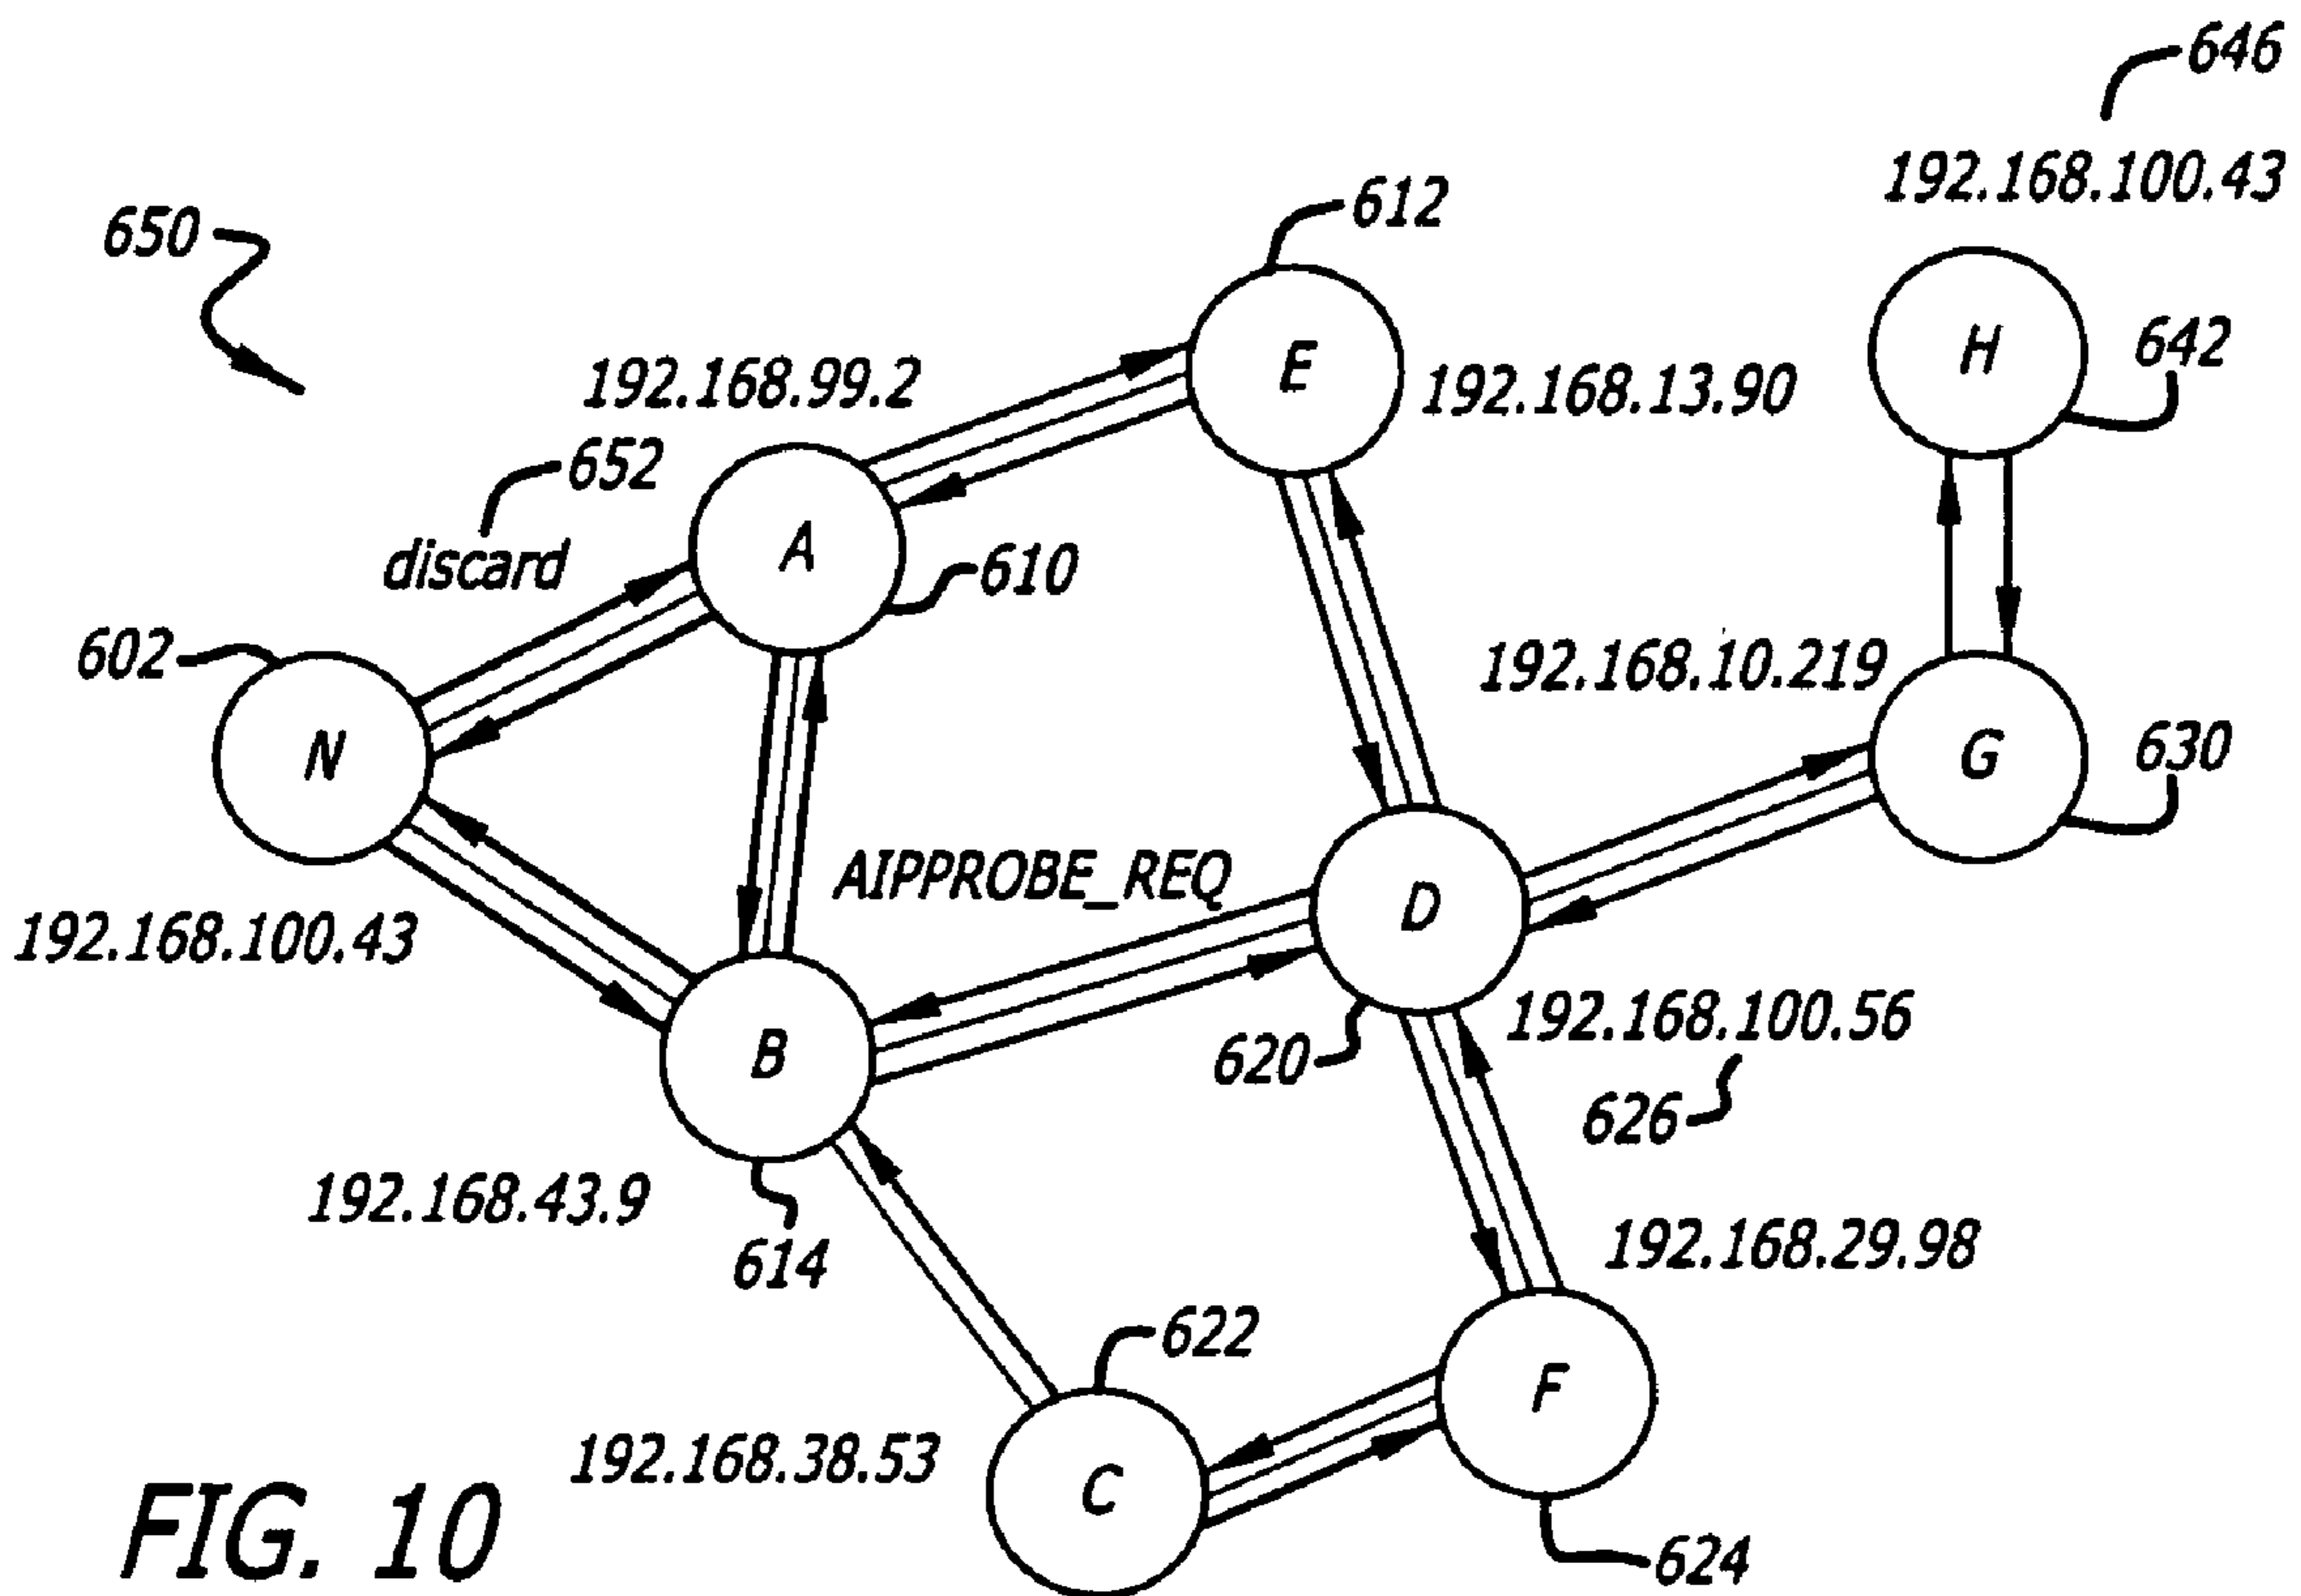 646
192.168.100.43
612
650
H
642
E
192.168.99.2
192.168.13.90
652
A
discard
610
602
192.168.10.219
N
G
630
AIPPROBE_REQ
D
192.168.100.43
192.168.100.56
B
620
626
192.168.43.9
614
192.168.29.98
622
F
192.168.38.53
C
FIG. 10
624